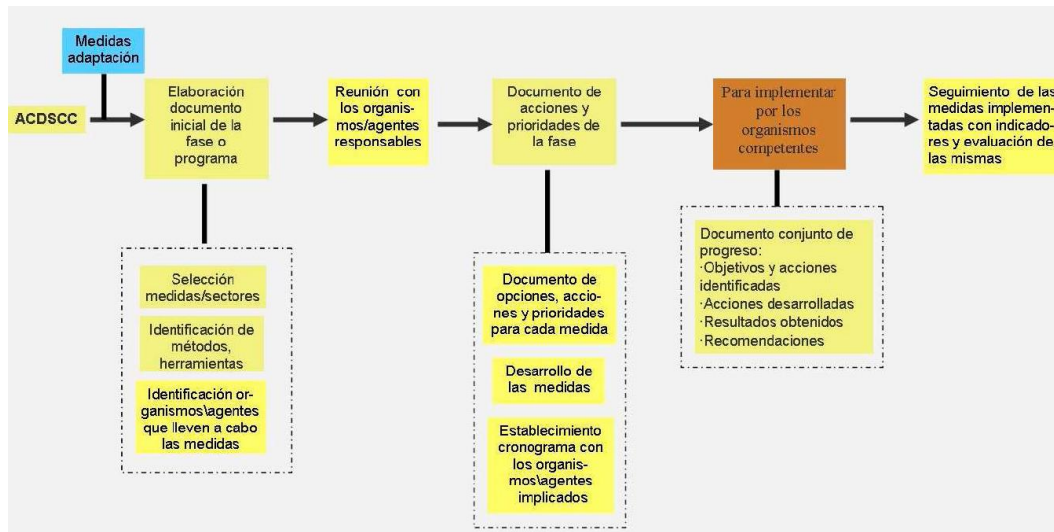 Medidas
adaptación
ACDSCC
Elaboración
documento
inicial de la
fase o
programa
Reunión con
los organis-
mos/agentes
responsables
Documento de
acciones y
prioridades de
la fase
Para implementar
por los
organismos
competentes
Seguimiento de las
medidas implemen-
tadas con indicado-
res y evaluación de
las mismas
Selección
medidas/sectores
Identificación de
métodos,
herramientas
Identificación or-
ganismos\agentes
que lleven a cabo
las medidas
Documento de
opciones, accio-
nes y prioridades
para cada medida
Desarrollo de
las medidas
Establecimiento
cronograma con
los organis-
mos\agentes
implicados
Documento conjunto de
progreso:
·Objetivos y acciones
identificadas
·Acciones desarrolladas
·Resultados obtenidos
·Recomendaciones